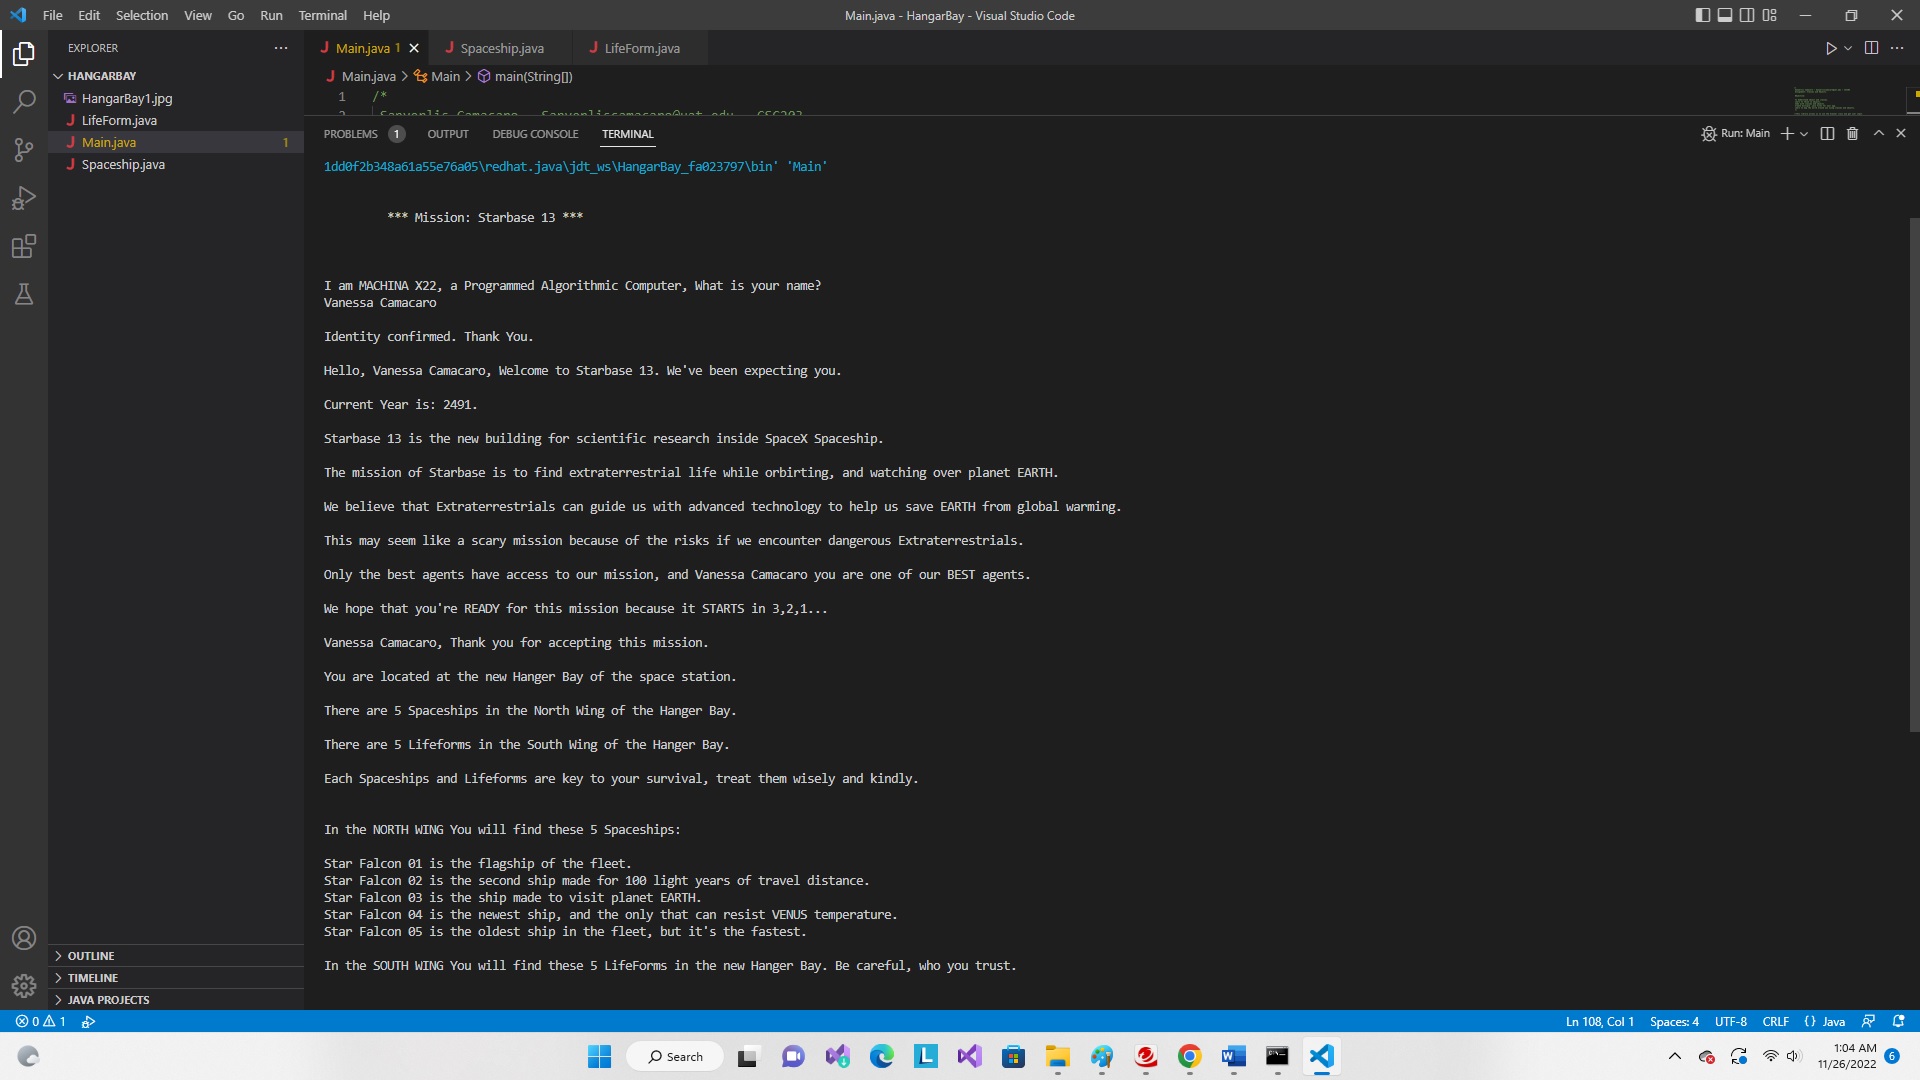 File Edit Selection View Go Run Terminal Help
Main.java - HangarBay - Visual Studio Code
EXPLORER
HANGARBAY
HangarBay1.jpg
LifeForm.java
Main.java 1
Spaceship.java
OUTLINE
TIMELINE
JAVA PROJECTS
Main.java 1 Spaceship.java LifeForm.java
Main.java > Main > main(String[])
1 /*
PROBLEMS 1 OUTPUT DEBUG CONSOLE TERMINAL
Run: Main
1dd0f2b348a61a55e76a05\redhat.java\jdt_ws\HangarBay_fa023797\bin' 'Main'
*** Mission: Starbase 13 ***
I am MACHINA X22, a Programmed Algorithmic Computer, What is your name?
Vanessa Camacaro
Identity confirmed. Thank You.
Hello, Vanessa Camacaro, Welcome to Starbase 13. We've been expecting you.
Current Year is: 2491.
Starbase 13 is the new building for scientific research inside SpaceX Spaceship.
The mission of Starbase is to find extraterrestrial life while orbirting, and watching over planet EARTH.
We believe that Extraterrestrials can guide us with advanced technology to help us save EARTH from global warming.
This may seem like a scary mission because of the risks if we encounter dangerous Extraterrestrials.
Only the best agents have access to our mission, and Vanessa Camacaro you are one of our BEST agents.
We hope that you're READY for this mission because it STARTS in 3,2,1...
Vanessa Camacaro, Thank you for accepting this mission.
You are located at the new Hanger Bay of the space station.
There are 5 Spaceships in the North Wing of the Hanger Bay.
There are 5 Lifeforms in the South Wing of the Hanger Bay.
Each Spaceships and Lifeforms are key to your survival, treat them wisely and kindly.
In the NORTH WING You will find these 5 Spaceships:
Star Falcon 01 is the flagship of the fleet.
Star Falcon 02 is the second ship made for 100 light years of travel distance.
Star Falcon 03 is the ship made to visit planet EARTH.
Star Falcon 04 is the newest ship, and the only that can resist VENUS temperature.
Star Falcon 05 is the oldest ship in the fleet, but it's the fastest.
In the SOUTH WING You will find these 5 LifeForms in the new Hanger Bay. Be careful, who you trust.
0 1
Ln 108, Col 1 Spaces: 4 UTF-8 CRLF {} Java
Search
1:04 AM
11/26/2022
6